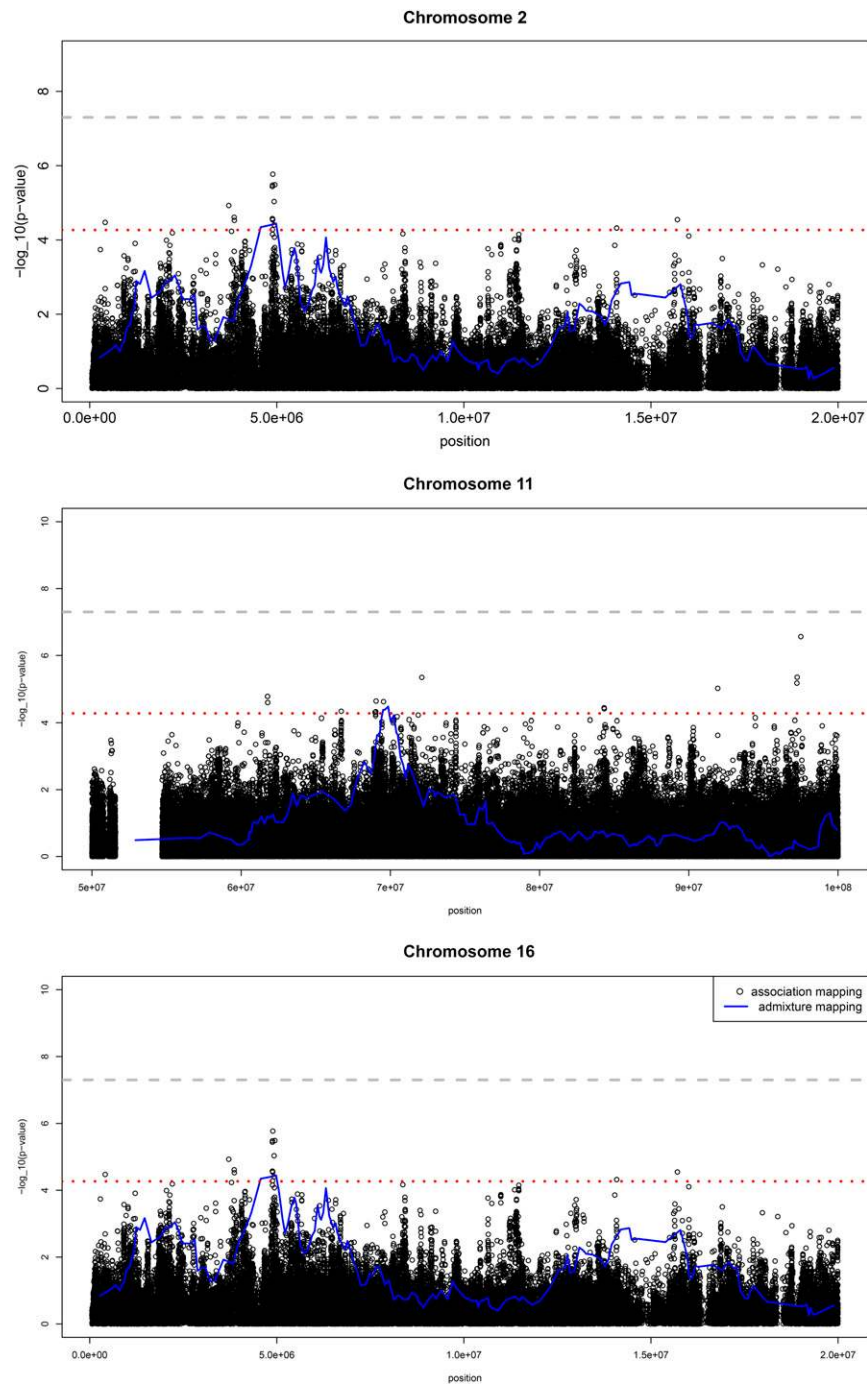 Chromosome 2
−log_10(p−value)
8
6
4
2
0
0.0e+00 5.0e+06 1.0e+07 1.5e+07 2.0e+07
position
Chromosome 11
−log_10(p−value)
10
8
6
4
2
0
5e+07 6e+07 7e+07 8e+07 9e+07 1e+08
position
Chromosome 16
association mapping
admixture mapping
−log_10(p−value)
10
8
6
4
2
0
0.0e+00 5.0e+06 1.0e+07 1.5e+07 2.0e+07
position